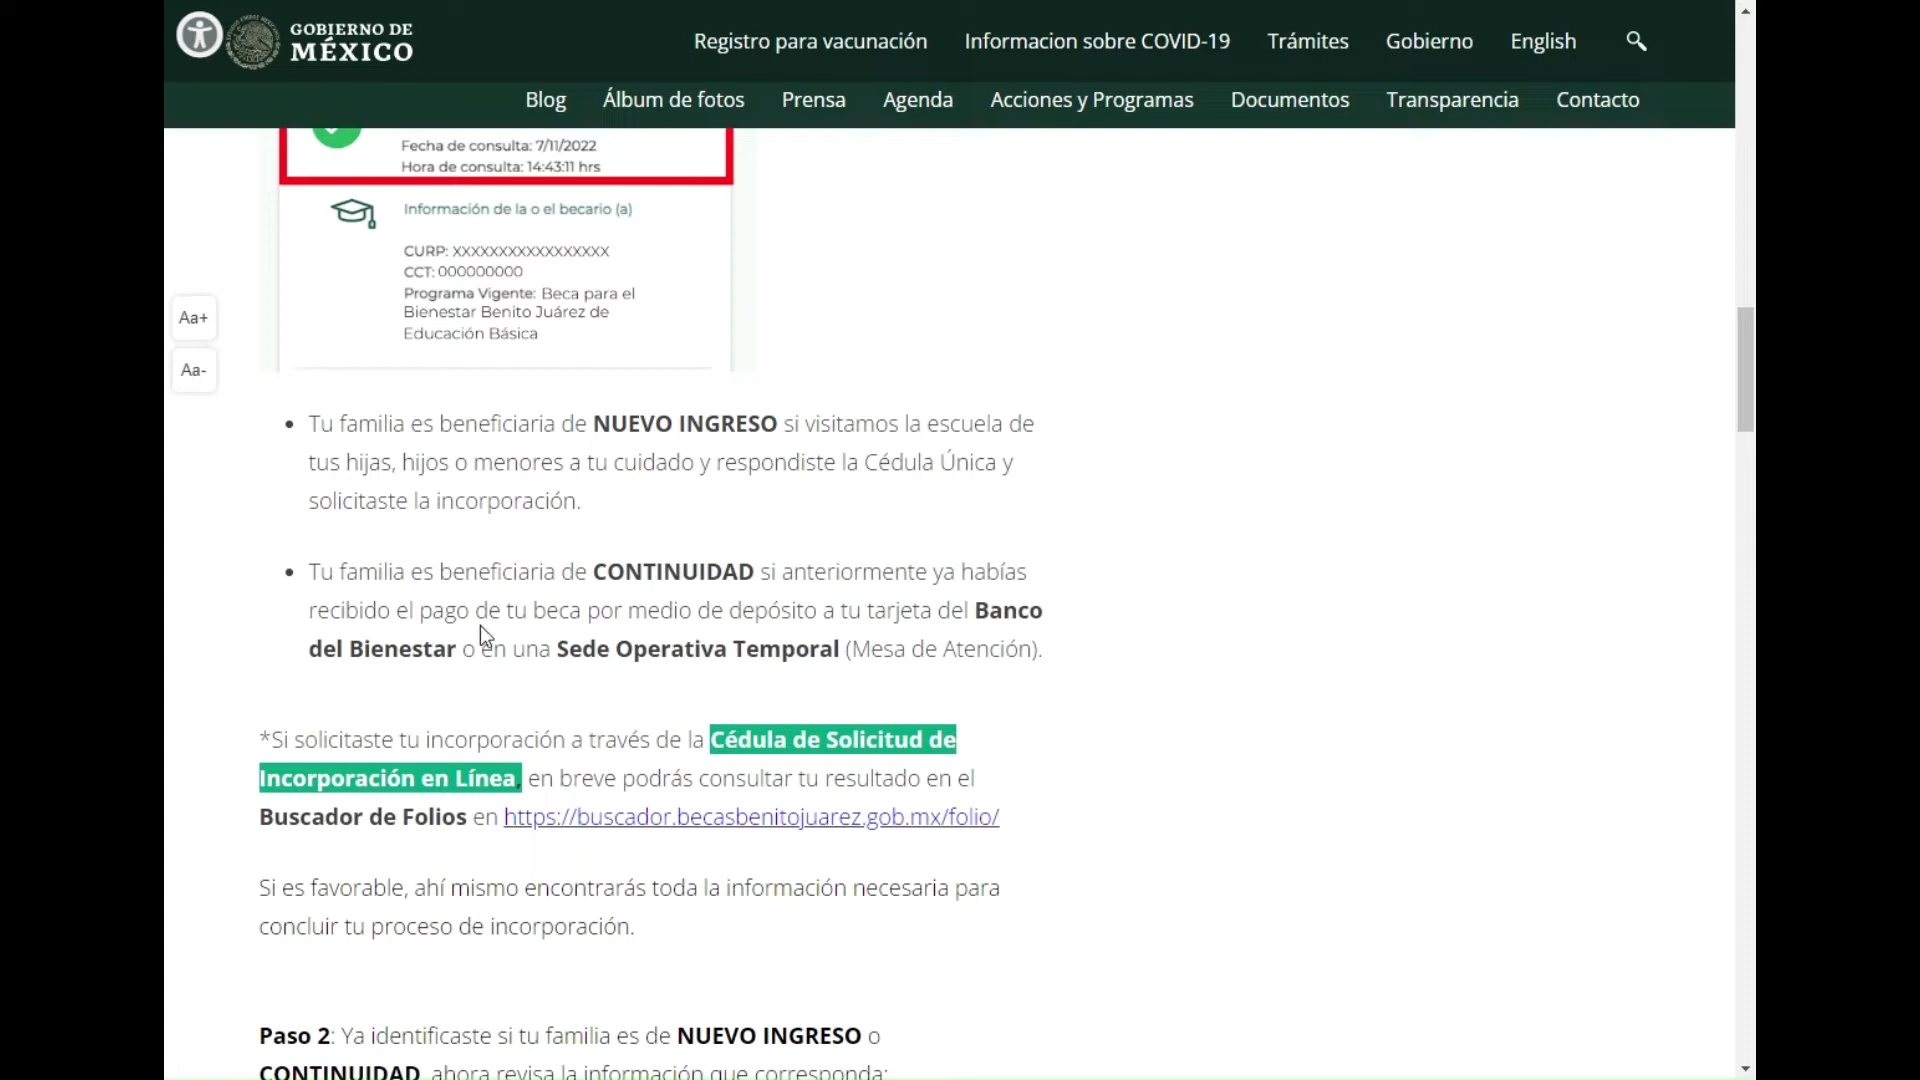 GOBIERNO DE
MÉXICO
Registro para vacunación Informacion sobre COVID-19 Trámites Gobierno English
Blog Álbum de fotos Prensa Agenda Acciones y Programas Documentos Transparencia Contacto
Fecha de consulta: 7/11/2022
Hora de consulta: 14:43:11 hrs
Información de la o el becario (a)
CURP: XXXXXXXXXXXXXXXXX
CCT: 000000000
Programa Vigente: Beca para el
Bienestar Benito Juárez de
Educación Básica
Aa+
Aa-
• Tu familia es beneficiaria de NUEVO INGRESO si visitamos la escuela de
tus hijas, hijos o menores a tu cuidado y respondiste la Cédula Única y
solicitaste la incorporación.
• Tu familia es beneficiaria de CONTINUIDAD si anteriormente ya habías
recibido el pago de tu beca por medio de depósito a tu tarjeta del Banco
del Bienestar o en una Sede Operativa Temporal (Mesa de Atención).
*Si solicitaste tu incorporación a través de la Cédula de Solicitud de
Incorporación en Línea, en breve podrás consultar tu resultado en el
Buscador de Folios en https://buscador.becasbenitojuarez.gob.mx/folio/
Si es favorable, ahí mismo encontrarás toda la información necesaria para
concluir tu proceso de incorporación.
Paso 2: Ya identificaste si tu familia es de NUEVO INGRESO o
CONTINUIDAD, ahora revisa la información que corresponda: